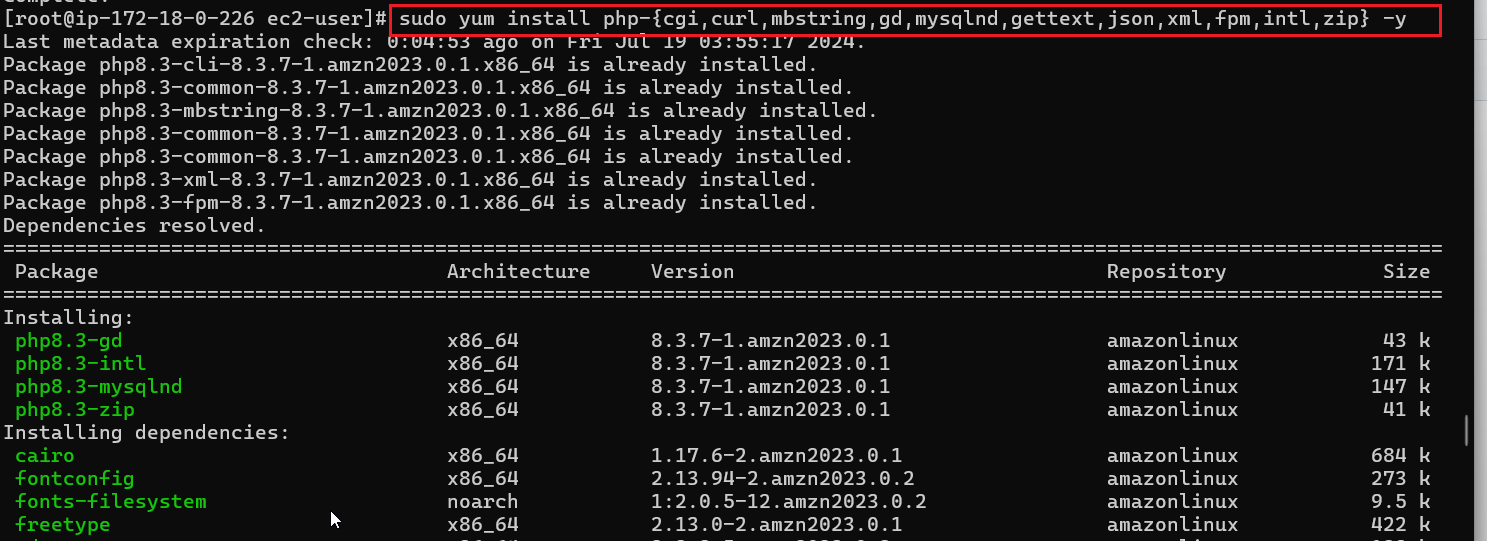 [root@ip-172-18-0-226 ec2-user]# sudo yum install php-{cgi,curl,mbstring,gd,mysqlnd,gettext,json,xml,fpm,intl,zip} -y
Last metadata expiration check: 0:04:53 ago on Fri Jul 19 03:55:17 2024.
Package php8.3-cli-8.3.7-1.amzn2023.0.1.x86_64 is already installed.
Package php8.3-common-8.3.7-1.amzn2023.0.1.x86_64 is already installed.
Package php8.3-mbstring-8.3.7-1.amzn2023.0.1.x86_64 is already installed.
Package php8.3-common-8.3.7-1.amzn2023.0.1.x86_64 is already installed.
Package php8.3-common-8.3.7-1.amzn2023.0.1.x86_64 is already installed.
Package php8.3-xml-8.3.7-1.amzn2023.0.1.x86_64 is already installed.
Package php8.3-fpm-8.3.7-1.amzn2023.0.1.x86_64 is already installed.
Dependencies resolved.
Package Architecture Version Repository Size
Installing:
php8.3-gd x86_64 8.3.7-1.amzn2023.0.1 amazonlinux 43 k
php8.3-intl x86_64 8.3.7-1.amzn2023.0.1 amazonlinux 171 k
php8.3-mysqlnd x86_64 8.3.7-1.amzn2023.0.1 amazonlinux 147 k
php8.3-zip x86_64 8.3.7-1.amzn2023.0.1 amazonlinux 41 k
Installing dependencies:
cairo x86_64 1.17.6-2.amzn2023.0.1 amazonlinux 684 k
fontconfig x86_64 2.13.94-2.amzn2023.0.2 amazonlinux 273 k
fonts-filesystem noarch 1:2.0.5-12.amzn2023.0.2 amazonlinux 9.5 k
freetype x86_64 2.13.0-2.amzn2023.0.1 amazonlinux 422 k